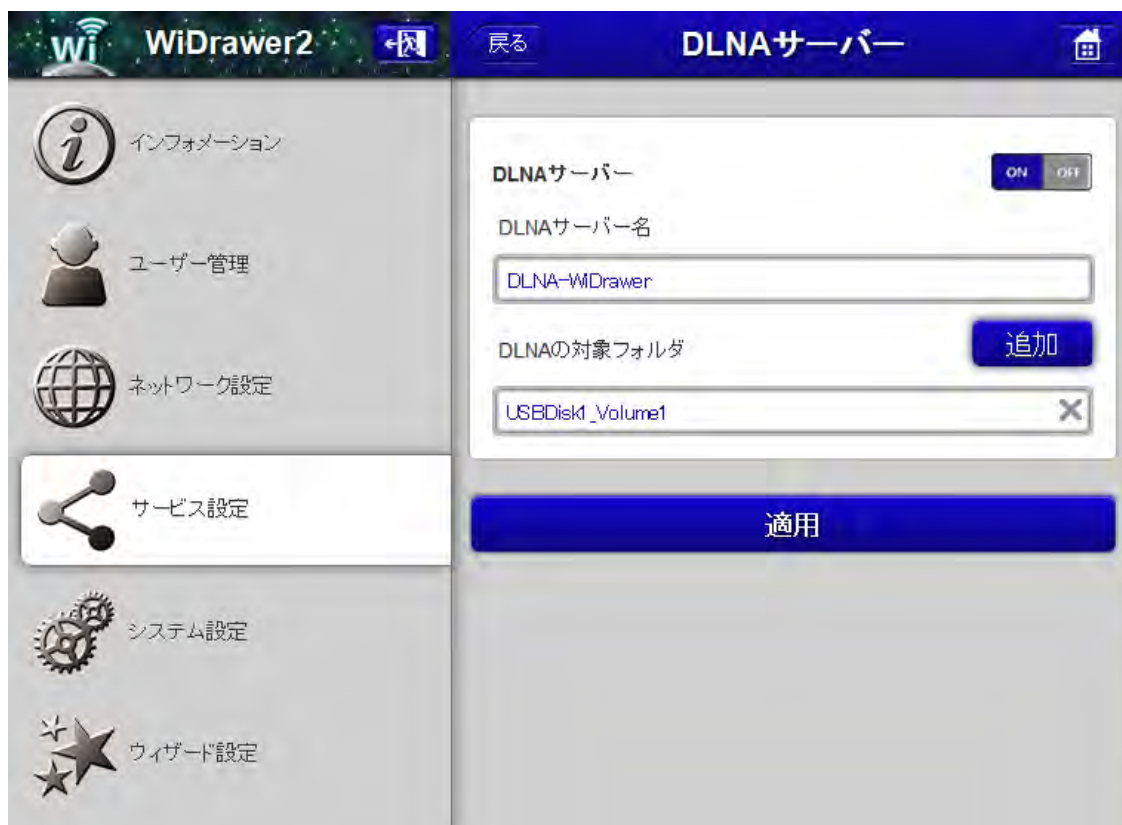 Wi WiDrawer2
戻る DLNAサーバー
インフォメーション
ユーザー管理
ネットワーク設定
サービス設定
システム設定
ウィザード設定
DLNAサーバー ON OFF
DLNAサーバー名
DLNA-WiDrawer
DLNAの対象フォルダ 追加
USBDisk1_Volume1
適用